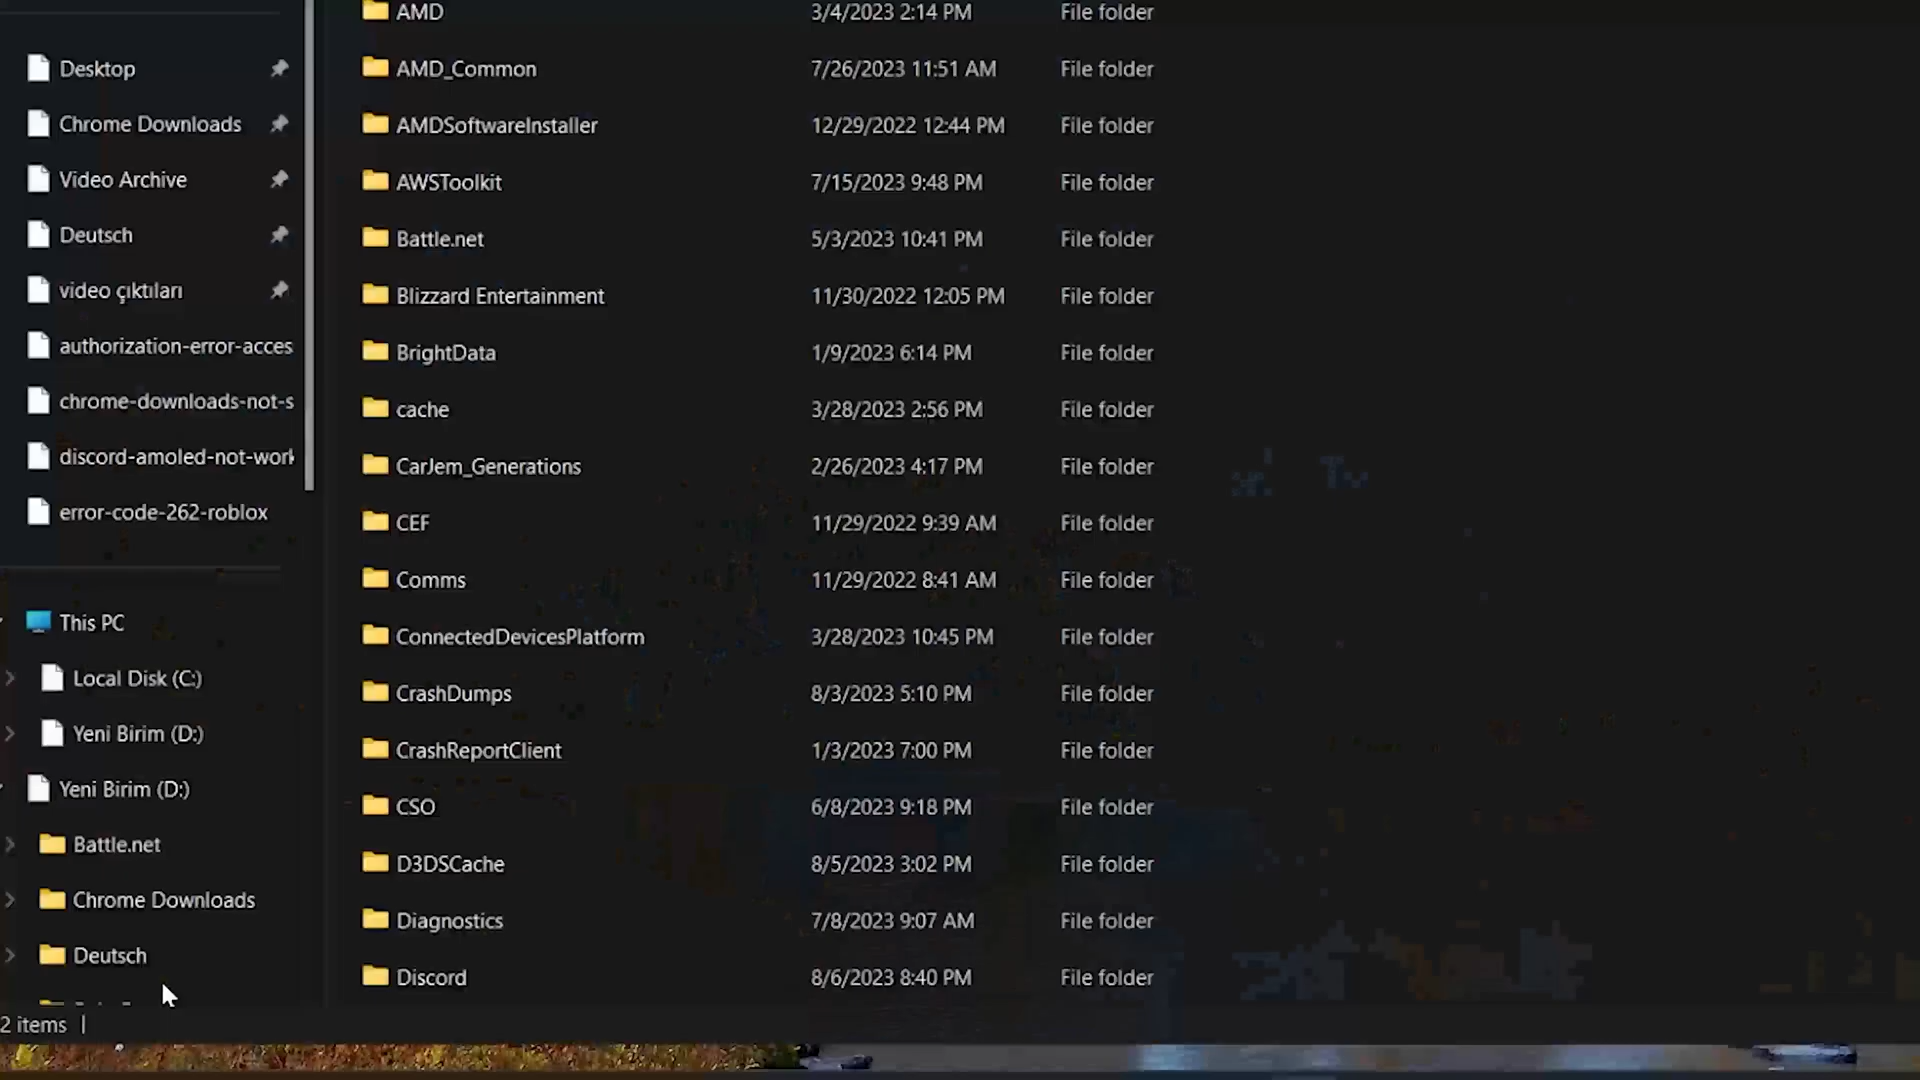 Desktop
Chrome Downloads
Video Archive
Deutsch
video çıktıları
authorization-error-acces
chrome-downloads-not-s
discord-amoled-not-work
error-code-262-roblox
This PC
Local Disk (C:)
Yeni Birim (D:)
Yeni Birim (D:)
Battle.net
Chrome Downloads
Deutsch
AMD 3/4/2023 2:14 PM File folder
AMD_Common 7/26/2023 11:51 AM File folder
AMDSoftwareInstaller 12/29/2022 12:44 PM File folder
AWSToolkit 7/15/2023 9:48 PM File folder
Battle.net 5/3/2023 10:41 PM File folder
Blizzard Entertainment 11/30/2022 12:05 PM File folder
BrightData 1/9/2023 6:14 PM File folder
cache 3/28/2023 2:56 PM File folder
CarJem_Generations 2/26/2023 4:17 PM File folder
CEF 11/29/2022 9:39 AM File folder
Comms 11/29/2022 8:41 AM File folder
ConnectedDevicesPlatform 3/28/2023 10:45 PM File folder
CrashDumps 8/3/2023 5:10 PM File folder
CrashReportClient 1/3/2023 7:00 PM File folder
CSO 6/8/2023 9:18 PM File folder
D3DSCache 8/5/2023 3:02 PM File folder
Diagnostics 7/8/2023 9:07 AM File folder
Discord 8/6/2023 8:40 PM File folder
2 items